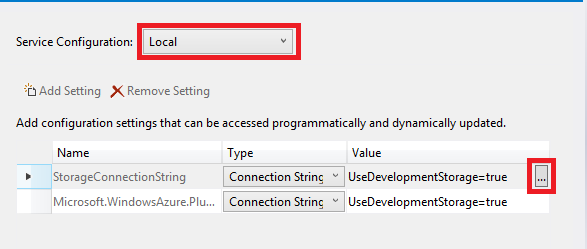 Service Configuration: Local
Add Setting Remove Setting
Add configuration settings that can be accessed programmatically and dynamically updated.
Name Type Value
StorageConnectionString Connection String UseDevelopmentStorage=true ...
Microsoft.WindowsAzure.Plu... Connection String UseDevelopmentStorage=true